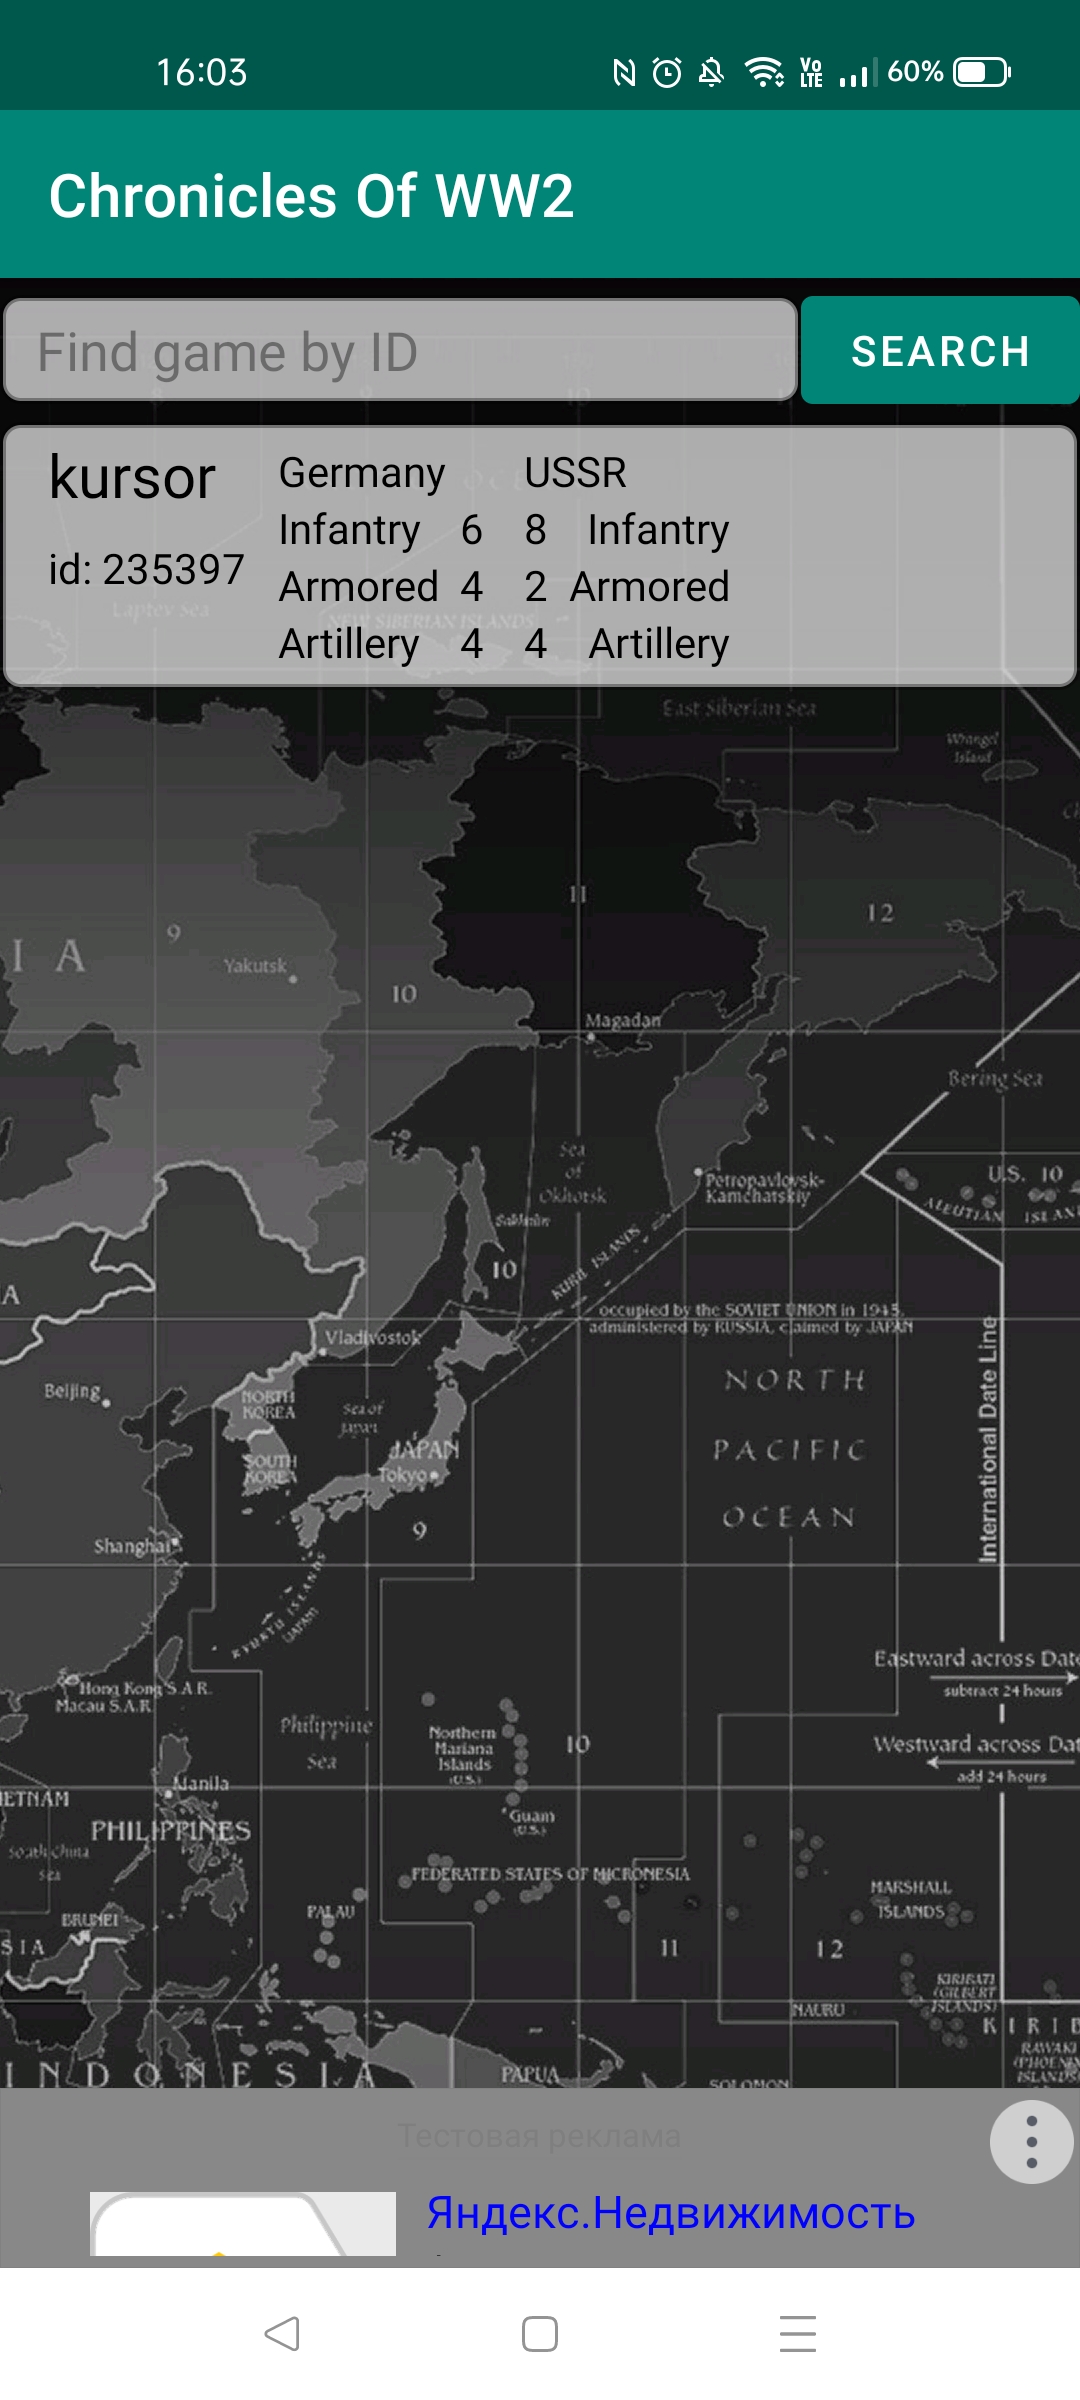 16:03 Vo LTE 60%
Chronicles Of WW2
Find game by ID SEARCH
kursor Germany USSR
Infantry 6 8 Infantry
id: 235397
Armored 4 2 Armored
Artillery 4 4 Artillery
Laptev Sea
NEW SIBERIAN ISLANDS
East Siberian Sea
Wrangel
Island
11
12
9
I A
Yakutsk
10
Magadan
Bering Sea
Sea
of
Okhotsk
U.S. 10
Petropavlovsk-
Kamchatskiy
ALEUTIAN
Sakhalin
10
KURIL ISLANDS
A
occupied by the SOVIET UNION in 1945,
administered by RUSSIA, claimed by JAPAN
Vladivostok
International Date Line
NORTH
PACIFIC
OCEAN
Beijing
NORTH
KOREA
Sea of
Japan
JAPAN
SOUTH
KOREA
Tokyo
9
Shanghai
RYUKYU ISLANDS
(JAPAN)
Eastward across Date
subtract 24 hours
Hong Kong S.A.R.
Macau S.A.R.
Philippine
Sea
Northern
Mariana
Islands
(U.S.)
10
Westward across Dat
add 24 hours
Manila
ETNAM
Guam
(U.S.)
PHILIPPINES
South China
Sea
FEDERATED STATES OF MICRONESIA
MARSHALL
ISLANDS
PALAU
BRUNEI
SIA
11
12
KIRIBATI
(GILBERT
ISLANDS)
NAURU
KIRIB
RAWAKI
(PHOENIX
ISLANDS
INDONESIA
PAPUA
SOLOMON
Тестовая реклама
Яндекс.Недвижимость